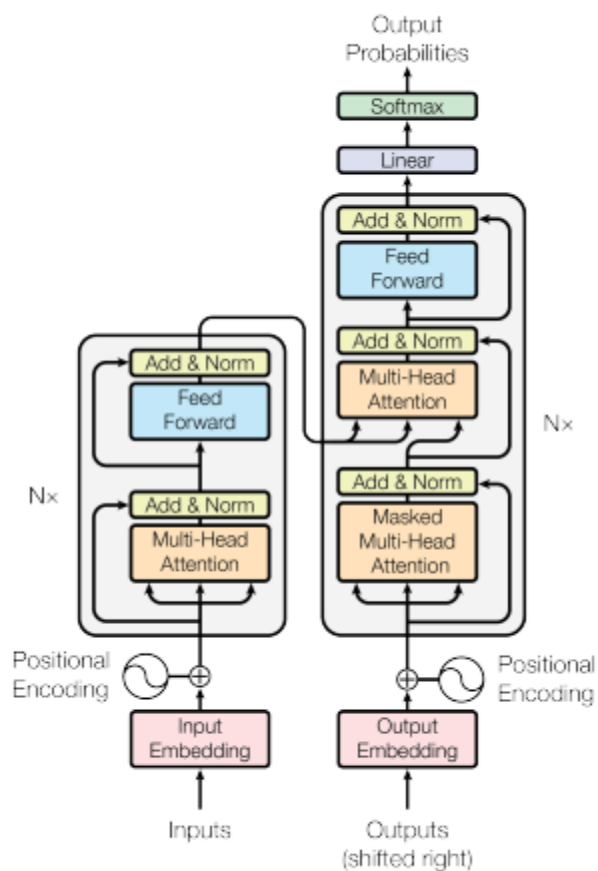 Output
Probabilities
Softmax
Linear
Add & Norm
Feed
Forward
Add & Norm
Multi-Head
Attention
Add & Norm
Masked
Multi-Head
Attention
N×
Add & Norm
Feed
Forward
Add & Norm
Multi-Head
Attention
N×
Positional
Encoding
Positional
Encoding
Input
Embedding
Output
Embedding
Inputs
Outputs
(shifted right)